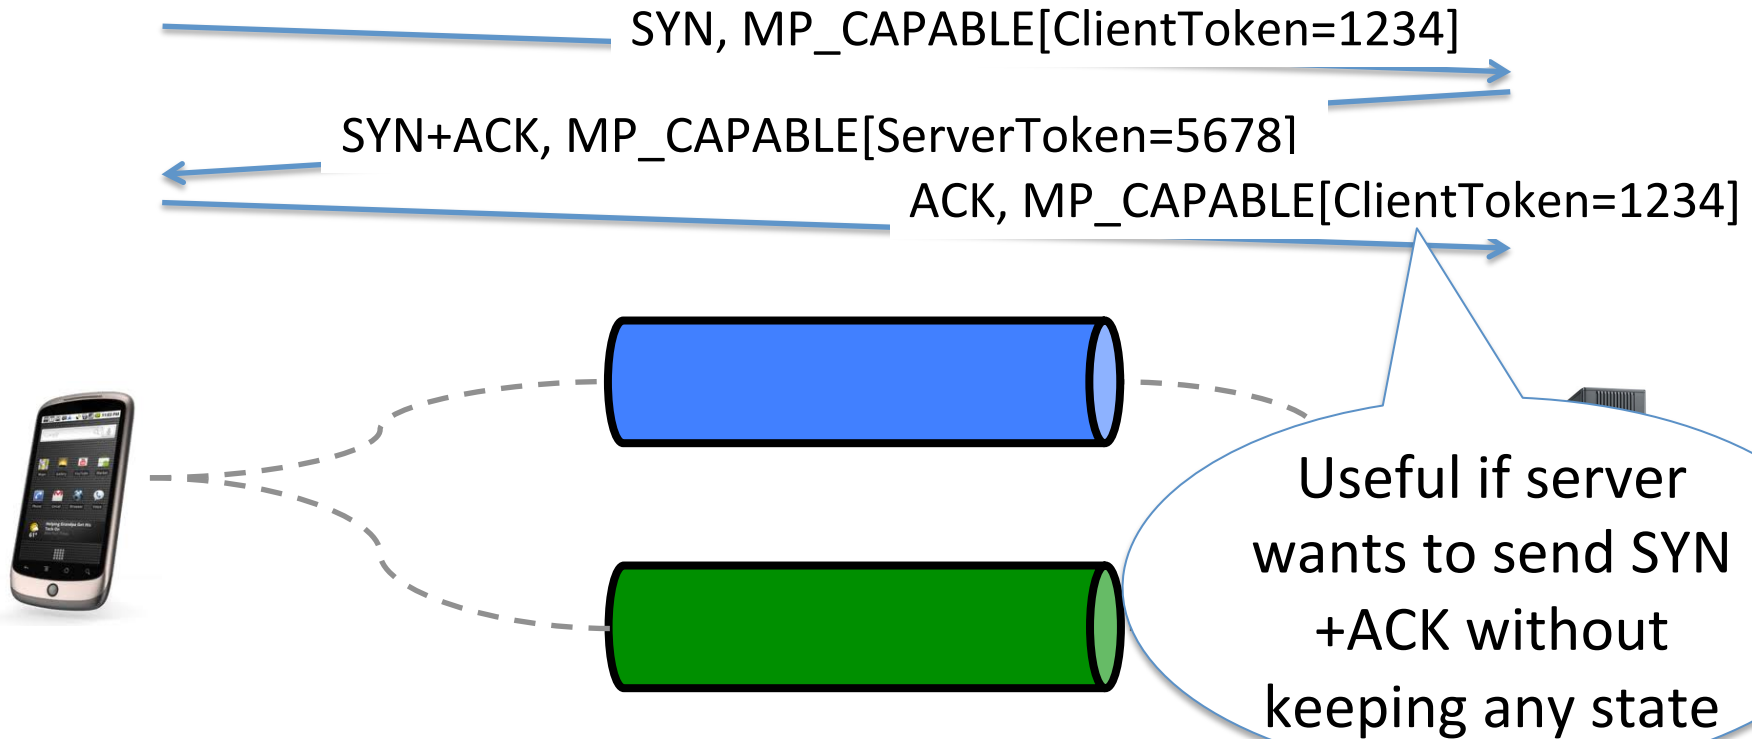 SYN, MP_CAPABLE[ClientToken=1234]
SYN+ACK, MP_CAPABLE[ServerToken=5678]
ACK, MP_CAPABLE[ClientToken=1234]
Useful if server
wants to send SYN
+ACK without
keeping any state